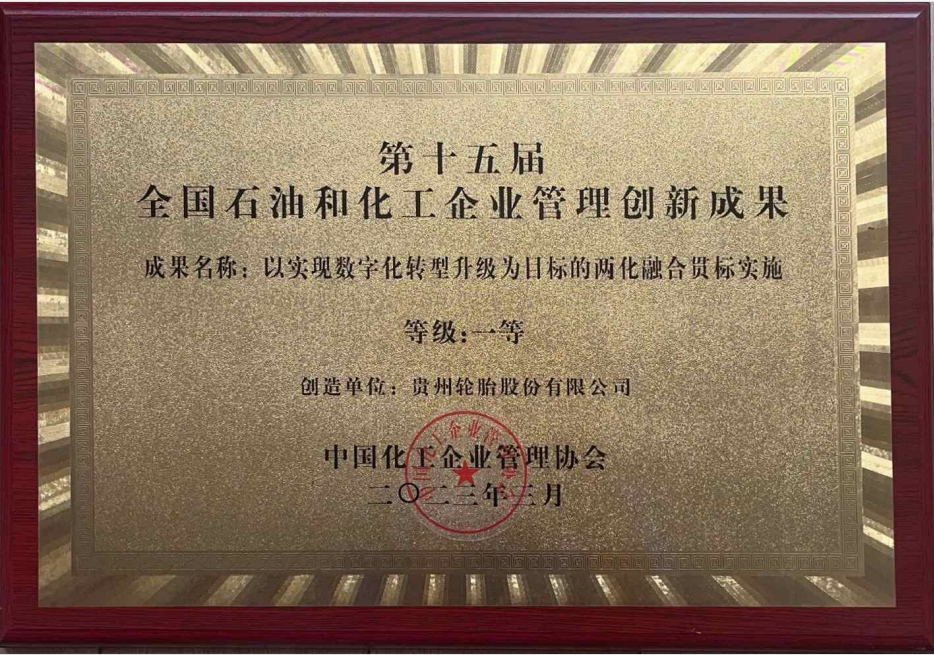 第十五届
全国石油和化工企业管理创新成果
成果名称：以实现数字化转型升级为目标的两化融合贯标实施
等级：一等
创造单位：贵州轮胎股份有限公司
中国化工企业管理协会
二〇二三年三月